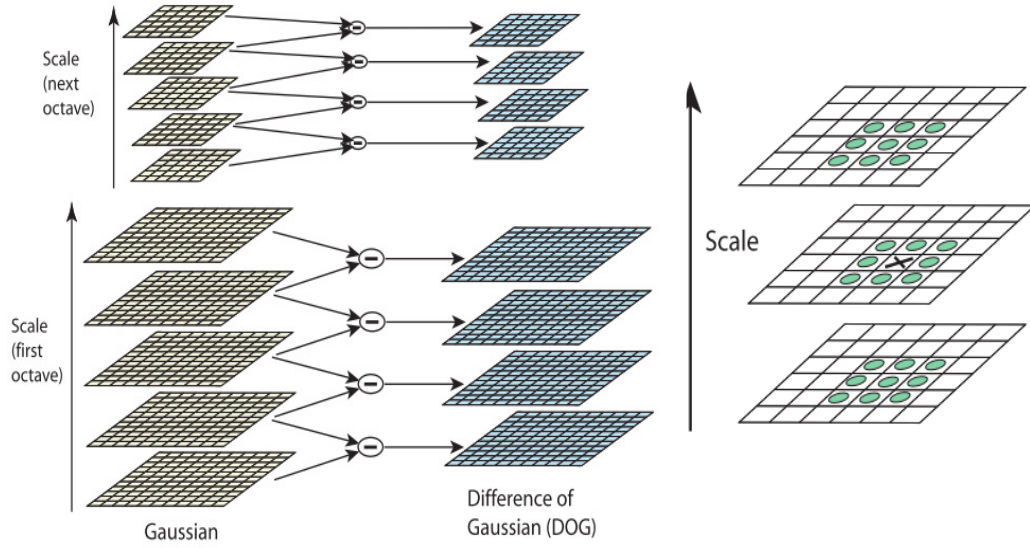 Scale
(next
octave)
Scale
(first
octave)
Gaussian
Difference of
Gaussian (DOG)
Scale